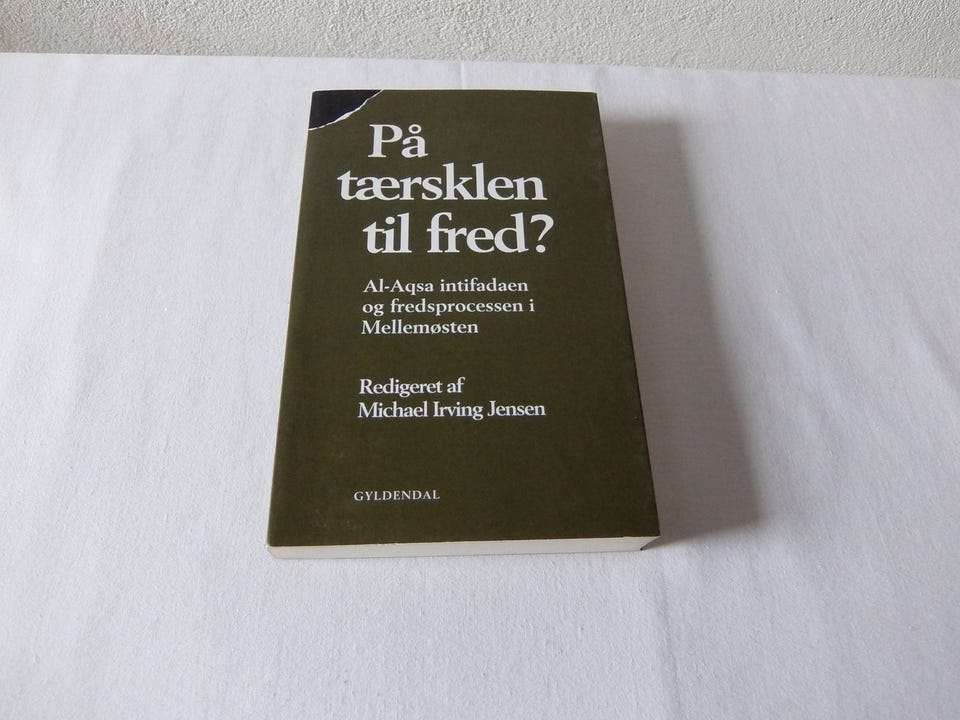 På
tærsklen
til fred?
Al-Aqsa intifadaen
og fredsprocessen i
Mellemøsten
Redigeret af
Michael Irving Jensen
GYLDENDAL